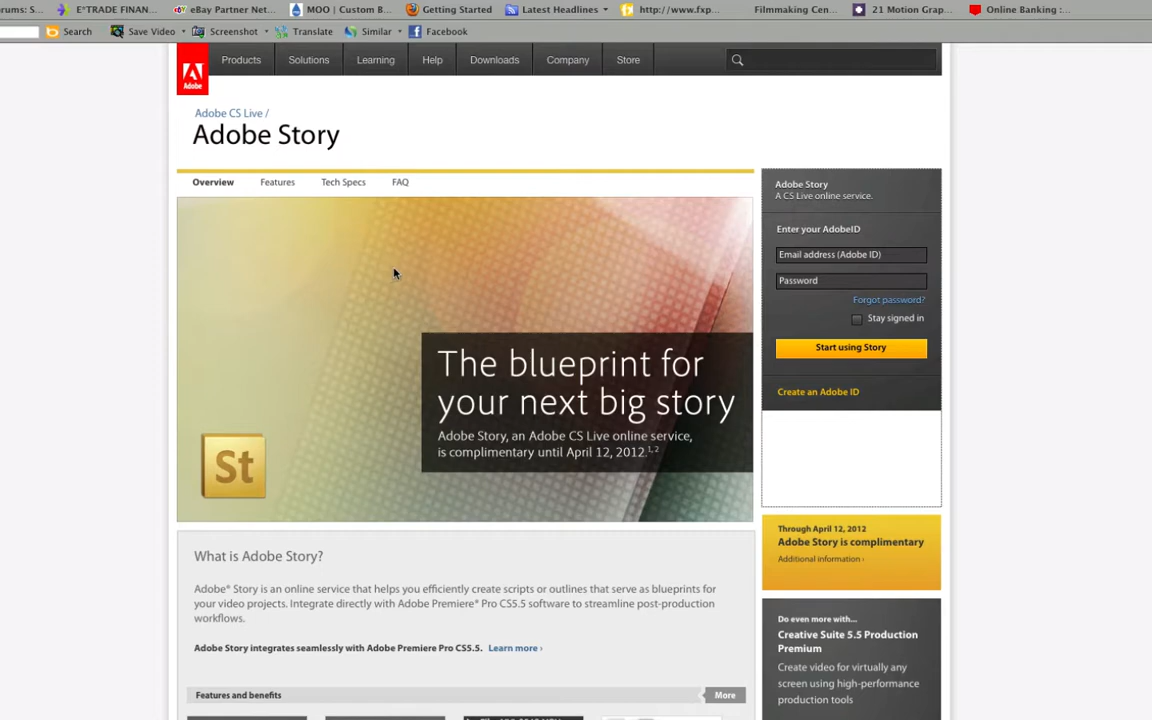 orums: S...
E*TRADE FINAN...
eBay Partner Net...
MOO | Custom B...
Getting Started
Latest Headlines
http://www.fxp...
Filmmaking Cen...
21 Motion Grap...
Online Banking :...
Search
Save Video
Screenshot
Translate
Similar
Facebook
Adobe
Products
Solutions
Learning
Help
Downloads
Company
Store
Adobe CS Live /
Adobe Story
Overview
Features
Tech Specs
FAQ
The blueprint for
your next big story
Adobe Story, an Adobe CS Live online service,
is complimentary until April 12, 2012.1, 2
St
What is Adobe Story?
Adobe® Story is an online service that helps you efficiently create scripts or outlines that serve as blueprints for
your video projects. Integrate directly with Adobe Premiere® Pro CS5.5 software to streamline post-production
workflows.
Adobe Story integrates seamlessly with Adobe Premiere Pro CS5.5. Learn more ›
Features and benefits
More
Adobe Story
A CS Live online service.
Enter your AdobeID
Email address (Adobe ID)
Password
Forgot password?
Stay signed in
Start using Story
Create an Adobe ID
Through April 12, 2012
Adobe Story is complimentary
Additional information ›
Do even more with...
Creative Suite 5.5 Production
Premium
Create video for virtually any
screen using high-performance
production tools